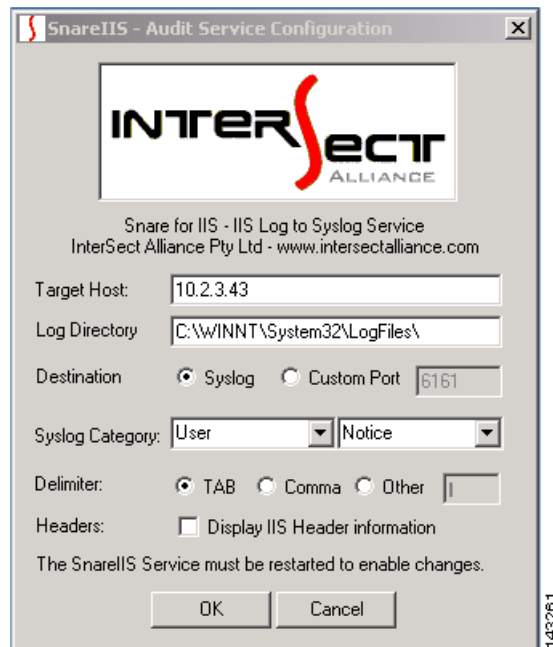 SnareIIS - Audit Service Configuration
INTERSECT
ALLIANCE
Snare for IIS - IIS Log to Syslog Service
InterSect Alliance Pty Ltd - www.intersectalliance.com
Target Host: 10.2.3.43
Log Directory C:\WINNT\System32\LogFiles\
Destination Syslog Custom Port 6161
Syslog Category: User Notice
Delimiter: TAB Comma Other |
Headers: Display IIS Header information
The SnareIIS Service must be restarted to enable changes.
OK Cancel
143261